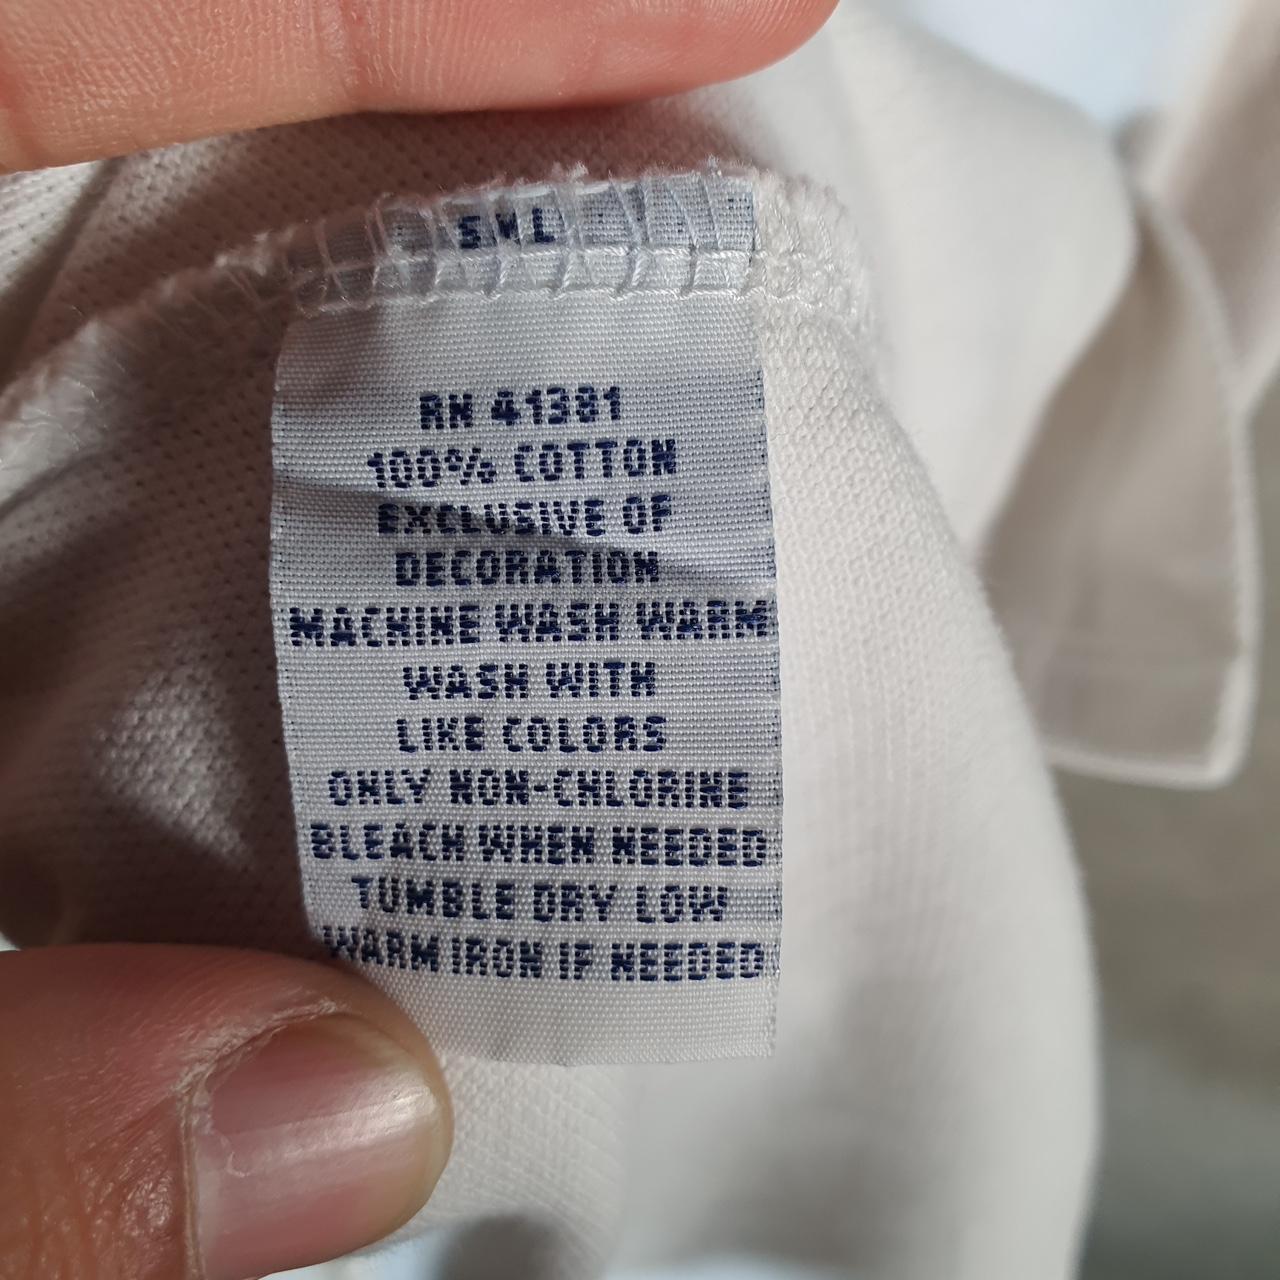 SML
RN 41381
100% COTTON
EXCLUSIVE OF
DECORATION
MACHINE WASH WARM
WASH WITH
LIKE COLORS
ONLY NON-CHLORINE
BLEACH WHEN NEEDED
TUMBLE DRY LOW
WARM IRON IF NEEDED